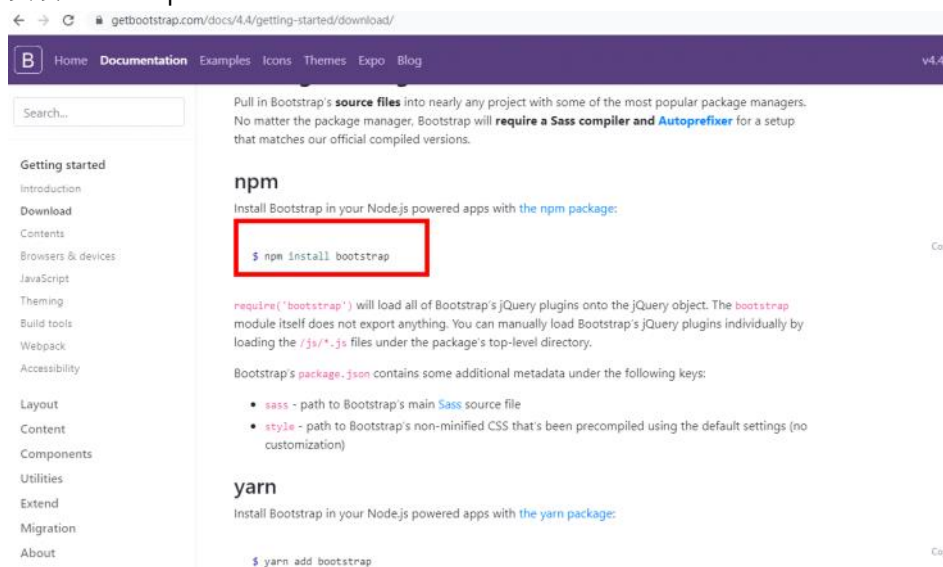 getbootstrap.com/docs/4.4/getting-started/download/
B Home Documentation Examples Icons Themes Expo Blog v4.4
Search...
Getting started
Introduction
Download
Contents
Browsers & devices
JavaScript
Theming
Build tools
Webpack
Accessibility
Layout
Content
Components
Utilities
Extend
Migration
About
Pull in Bootstrap's source files into nearly any project with some of the most popular package managers.
No matter the package manager, Bootstrap will require a Sass compiler and Autoprefixer for a setup
that matches our official compiled versions.
npm
Install Bootstrap in your Node.js powered apps with the npm package:
Co
$ npm install bootstrap
require('bootstrap') will load all of Bootstrap's jQuery plugins onto the jQuery object. The bootstrap
module itself does not export anything. You can manually load Bootstrap's jQuery plugins individually by
loading the /js/*.js files under the package's top-level directory.
Bootstrap's package.json contains some additional metadata under the following keys:
• sass - path to Bootstrap's main Sass source file
• style - path to Bootstrap's non-minified CSS that's been precompiled using the default settings (no
customization)
yarn
Install Bootstrap in your Node.js powered apps with the yarn package:
Co
$ yarn add bootstrap